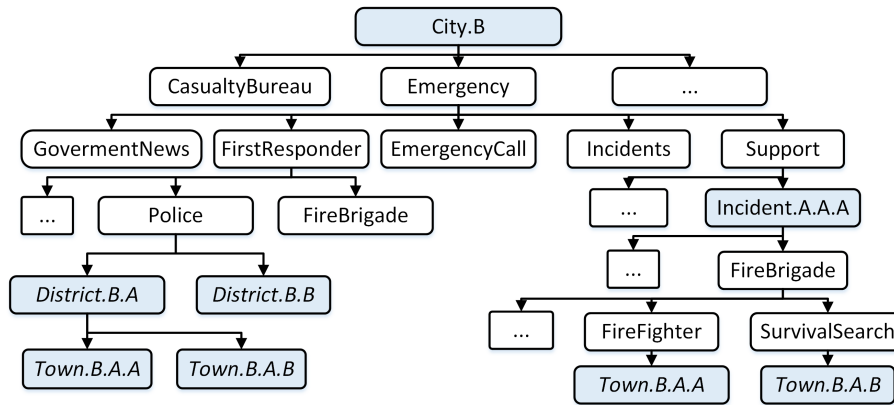 City.B
CasualtyBureau Emergency ...
GovermentNews FirstResponder EmergencyCall Incidents Support
... Police FireBrigade ... Incident.A.A.A
District.B.A District.B.B ... FireBrigade
... FireFighter SurvivalSearch
Town.B.A.A Town.B.A.B Town.B.A.A Town.B.A.B